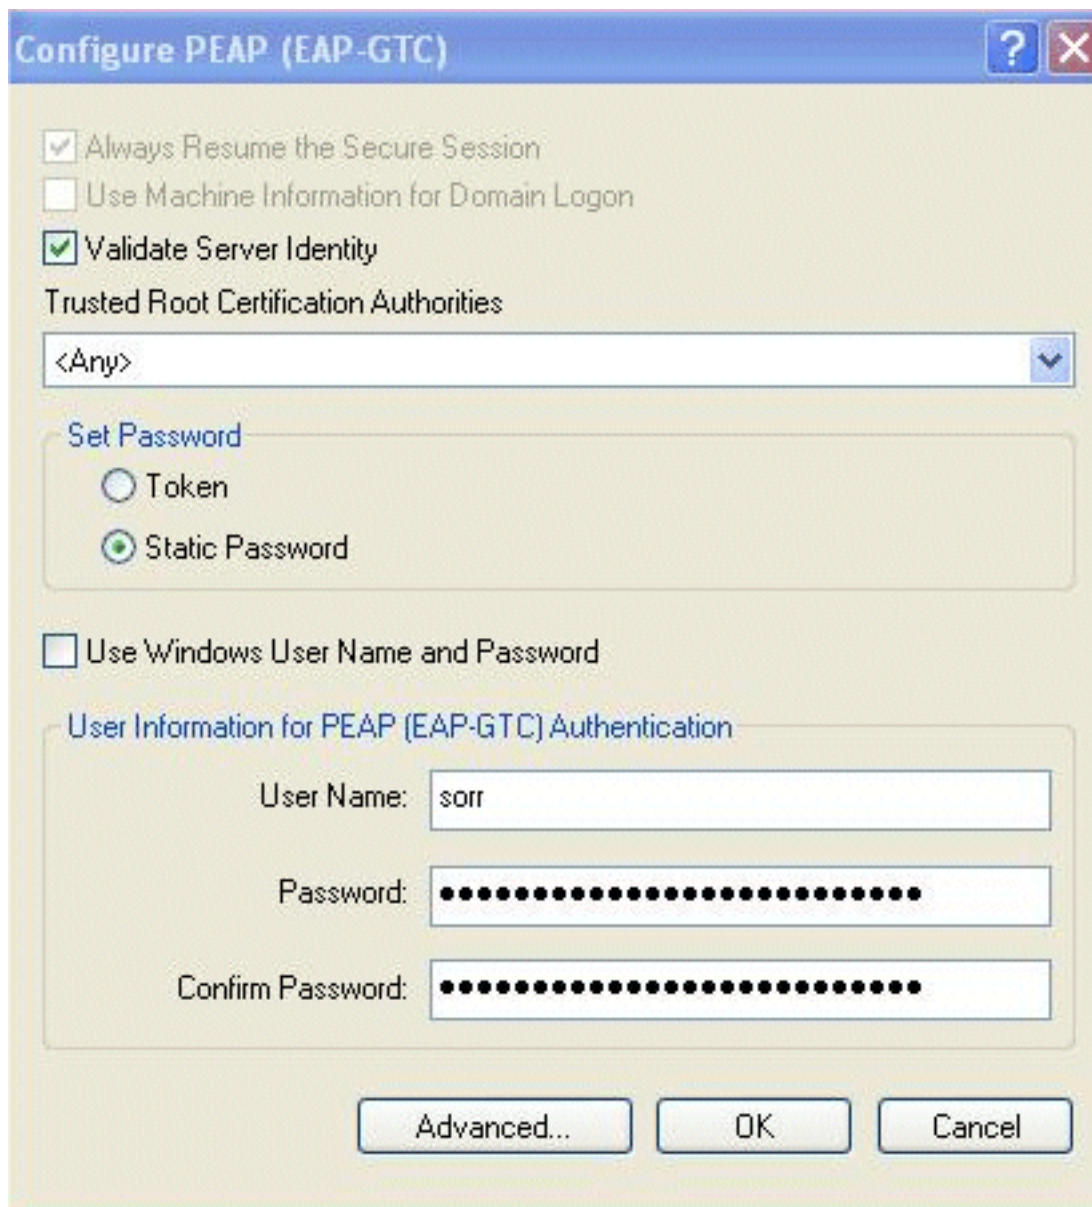 Configure PEAP (EAP-GTC)
Always Resume the Secure Session
Use Machine Information for Domain Logon
Validate Server Identity
Trusted Root Certification Authorities
<Any>
Set Password
Token
Static Password
Use Windows User Name and Password
User Information for PEAP (EAP-GTC) Authentication
User Name: sorr
Password: ••••••••••••••••••••••••••
Confirm Password: ••••••••••••••••••••••••••
Advanced... OK Cancel